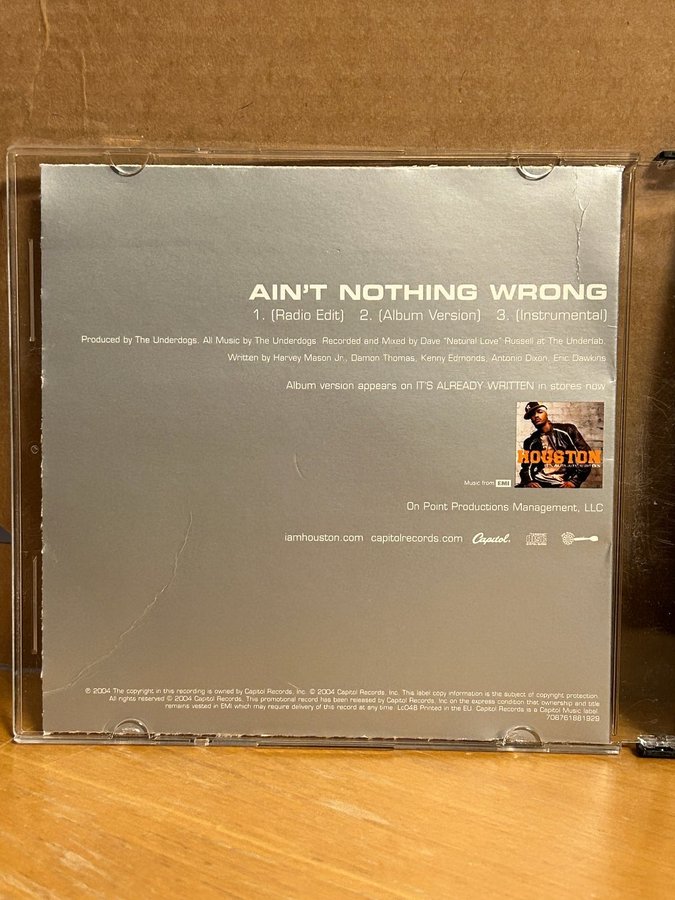 AIN'T NOTHING WRONG
1. (Radio Edit) 2. (Album Version) 3. (Instrumental)
Produced by The Underdogs. All Music by The Underdogs. Recorded and Mixed by Dave "Natural Love" Russell at The Underlab.
Written by Harvey Mason Jr., Damon Thomas, Kenny Edmonds, Antonio Dixon, Eric Dawkins
Album version appears on IT'S ALREADY WRITTEN in stores now
HOUSTON
Music from EMI
On Point Productions Management, LLC
iamhouston.com capitolrecords.com Capitol.
℗ 2004 The copyright in this recording is owned by Capitol Records, Inc. © 2004 Capitol Records, Inc. This label copy information is the subject of copyright protection.
All rights reserved © 2004 Capitol Records. This promotional record has been released by Capitol Records, Inc on the express condition that ownership and title
remains vested in EMI which may require delivery of this record at any time. Lc048 Printed in the EU. Capitol Records is a Capitol Music label.
708761881929